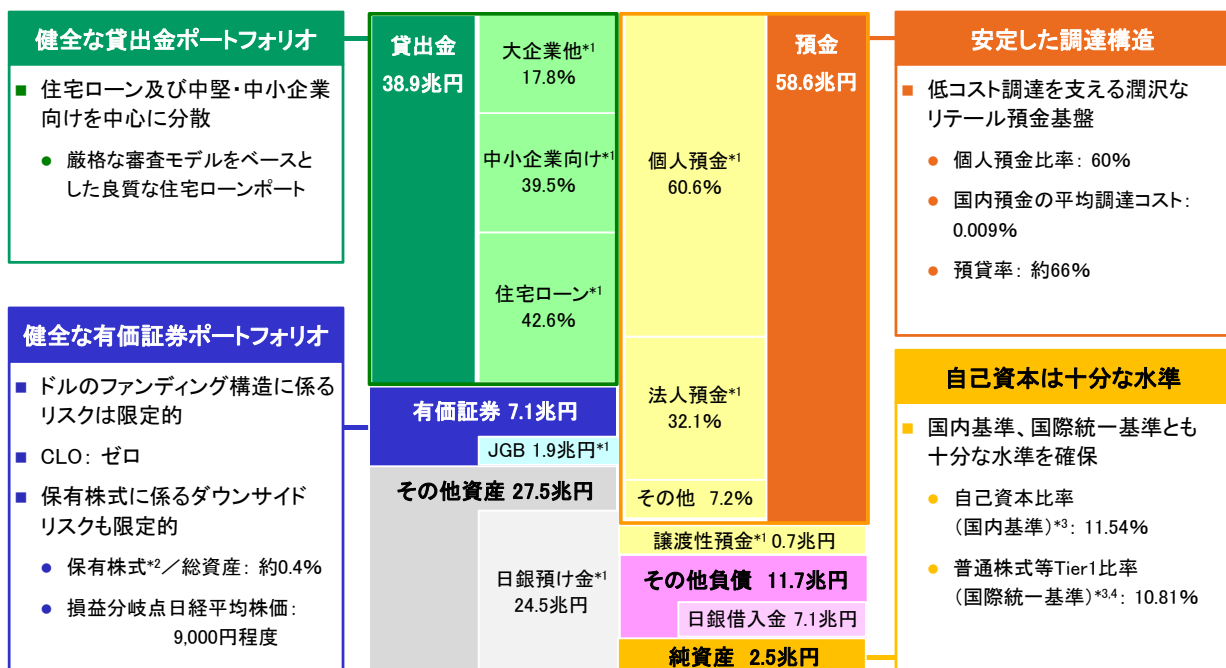 健全な貸出金ポートフォリオ
■ 住宅ローン及び中堅・中小企業
向けを中心に分散
● 厳格な審査モデルをベースと
した良質な住宅ローンポート
健全な有価証券ポートフォリオ
■ ドルのファンディング構造に係る
リスクは限定的
■ CLO: ゼロ
■ 保有株式に係るダウンサイド
リスクも限定的
● 保有株式*2/総資産: 約0.4%
● 損益分岐点日経平均株価:
9,000円程度
貸出金
38.9兆円
大企業他*1
17.8%
中小企業向け*1
39.5%
住宅ローン*1
42.6%
有価証券 7.1兆円
JGB 1.9兆円*1
その他資産 27.5兆円
日銀預け金*1
24.5兆円
預金
58.6兆円
個人預金*1
60.6%
法人預金*1
32.1%
その他 7.2%
譲渡性預金*1 0.7兆円
その他負債 11.7兆円
日銀借入金 7.1兆円
純資産 2.5兆円
安定した調達構造
■ 低コスト調達を支える潤沢な
リテール預金基盤
● 個人預金比率: 60%
● 国内預金の平均調達コスト:
0.009%
● 預貸率: 約66%
自己資本は十分な水準
■ 国内基準、国際統一基準とも
十分な水準を確保
● 自己資本比率
(国内基準)*3: 11.54%
● 普通株式等Tier1比率
(国際統一基準)*3,4: 10.81%